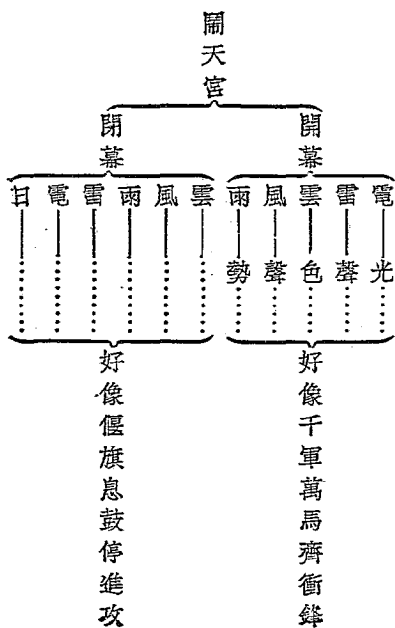 鬧天宮
開幕
電光……
雷聲……
雲色……
風聲……
雨勢……
好像千軍萬馬齊衝鋒
閉幕
雲……
風……
雨……
雷……
電……
日……
好像偃旗息鼓停進攻